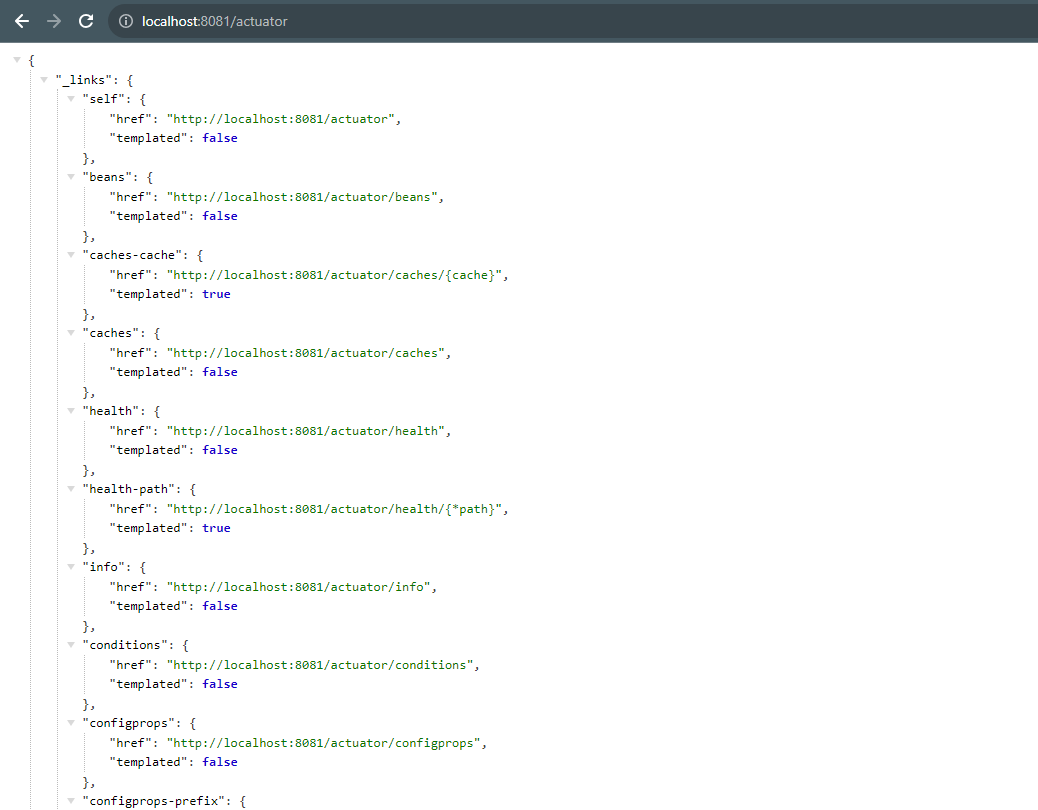 localhost:8081/actuator
{
"_links": {
"self": {
"href": "http://localhost:8081/actuator",
"templated": false
},
"beans": {
"href": "http://localhost:8081/actuator/beans",
"templated": false
},
"caches-cache": {
"href": "http://localhost:8081/actuator/caches/{cache}",
"templated": true
},
"caches": {
"href": "http://localhost:8081/actuator/caches",
"templated": false
},
"health": {
"href": "http://localhost:8081/actuator/health",
"templated": false
},
"health-path": {
"href": "http://localhost:8081/actuator/health/{*path}",
"templated": true
},
"info": {
"href": "http://localhost:8081/actuator/info",
"templated": false
},
"conditions": {
"href": "http://localhost:8081/actuator/conditions",
"templated": false
},
"configprops": {
"href": "http://localhost:8081/actuator/configprops",
"templated": false
},
"configprops-prefix": {